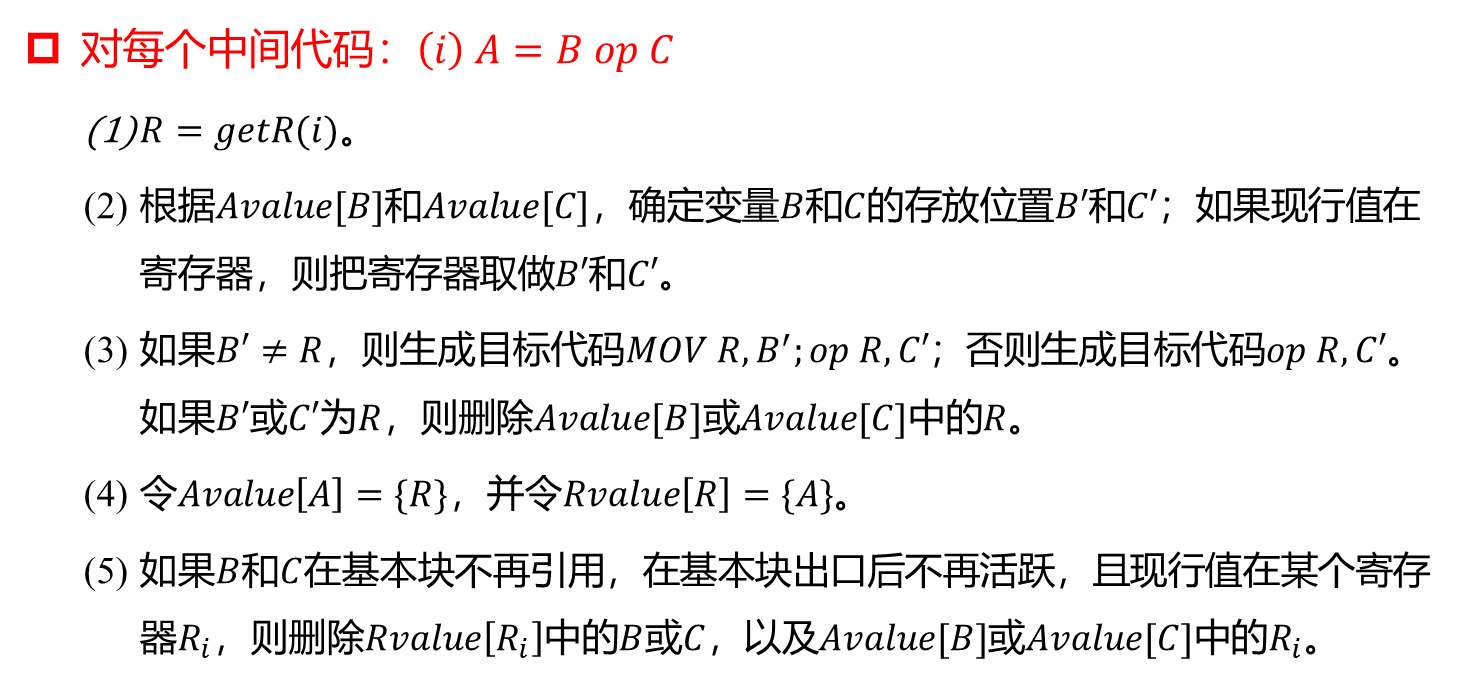 对每个中间代码：(i) A = B op C
(1)R = getR(i)。
(2) 根据Avalue[B]和Avalue[C]，确定变量B和C的存放位置B′和C′；如果现行值在
寄存器，则把寄存器取做B′和C′。
(3) 如果B′ ≠ R，则生成目标代码MOV R, B′; op R, C′；否则生成目标代码op R, C′。
如果B′或C′为R，则删除Avalue[B]或Avalue[C]中的R。
(4) 令Avalue[A] = {R}，并令Rvalue[R] = {A}。
(5) 如果B和C在基本块不再引用，在基本块出口后不再活跃，且现行值在某个寄存
器Rᵢ，则删除Rvalue[Rᵢ]中的B或C，以及Avalue[B]或Avalue[C]中的Rᵢ。